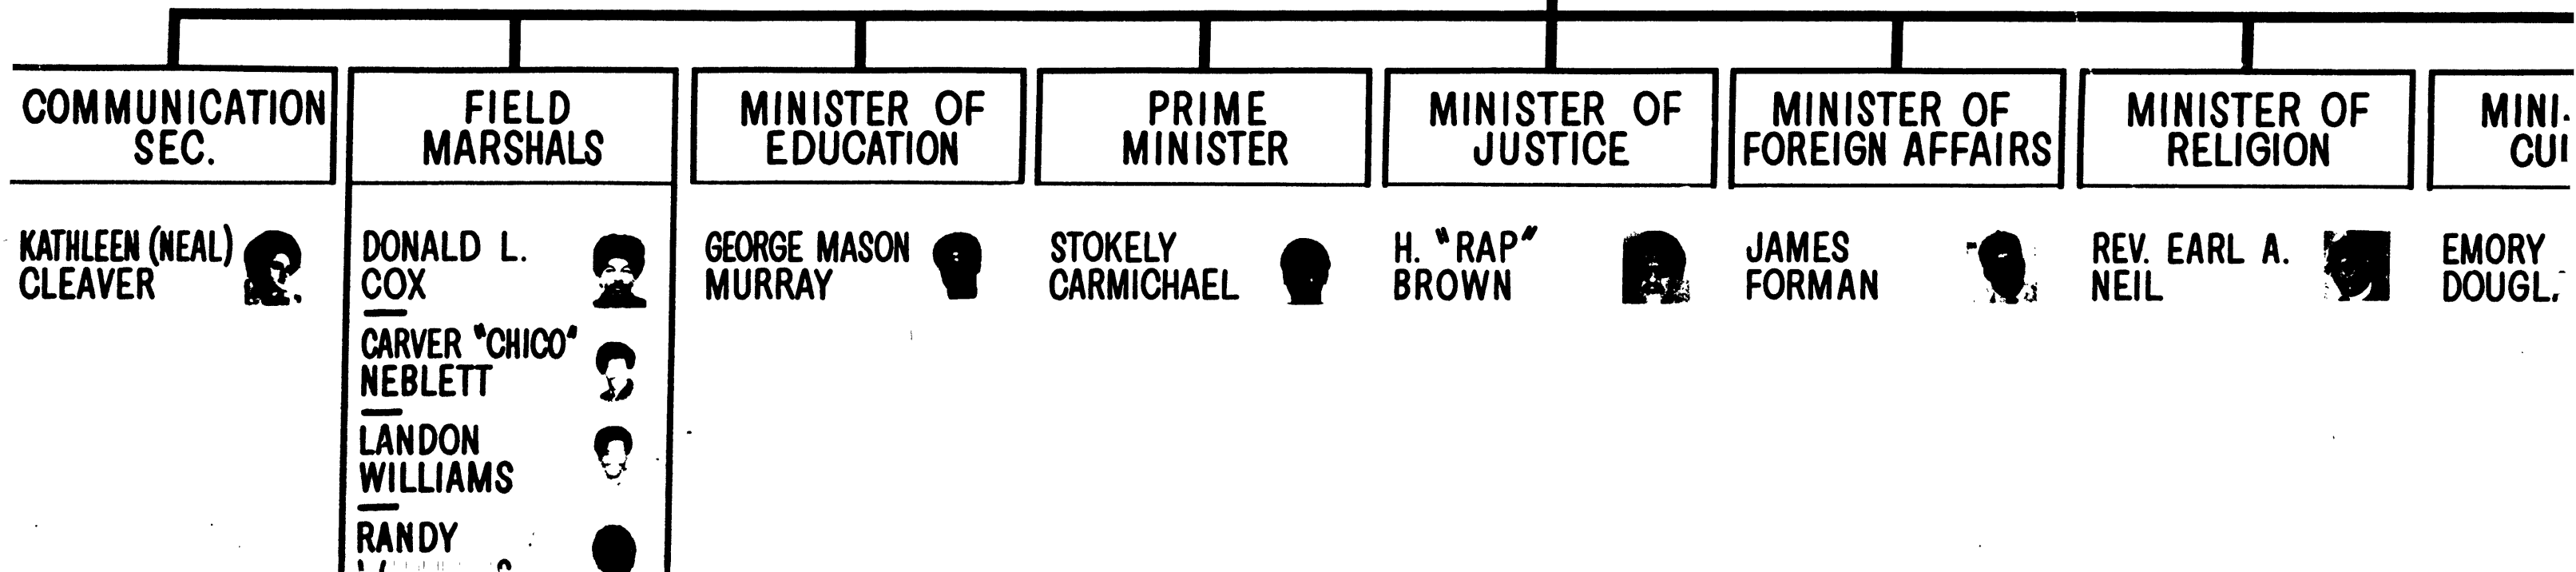 COMMUNICATION
SEC.
FIELD
MARSHALS
MINISTER OF
EDUCATION
PRIME
MINISTER
MINISTER OF
JUSTICE
MINISTER OF
FOREIGN AFFAIRS
MINISTER OF
RELIGION
MINI.
KATHLEEN (NEAL)
CLEAVER
DONALD L.
COX
CARVER "CHICO"
NEBLETT
LANDON
WILLIAMS
RANDY
GEORGE MASON
MURRAY
STOKELY
CARMICHAEL
H. "RAP"
BROWN
JAMES
FORMAN
REV. EARL A.
NEIL
EMORY
DOUGL